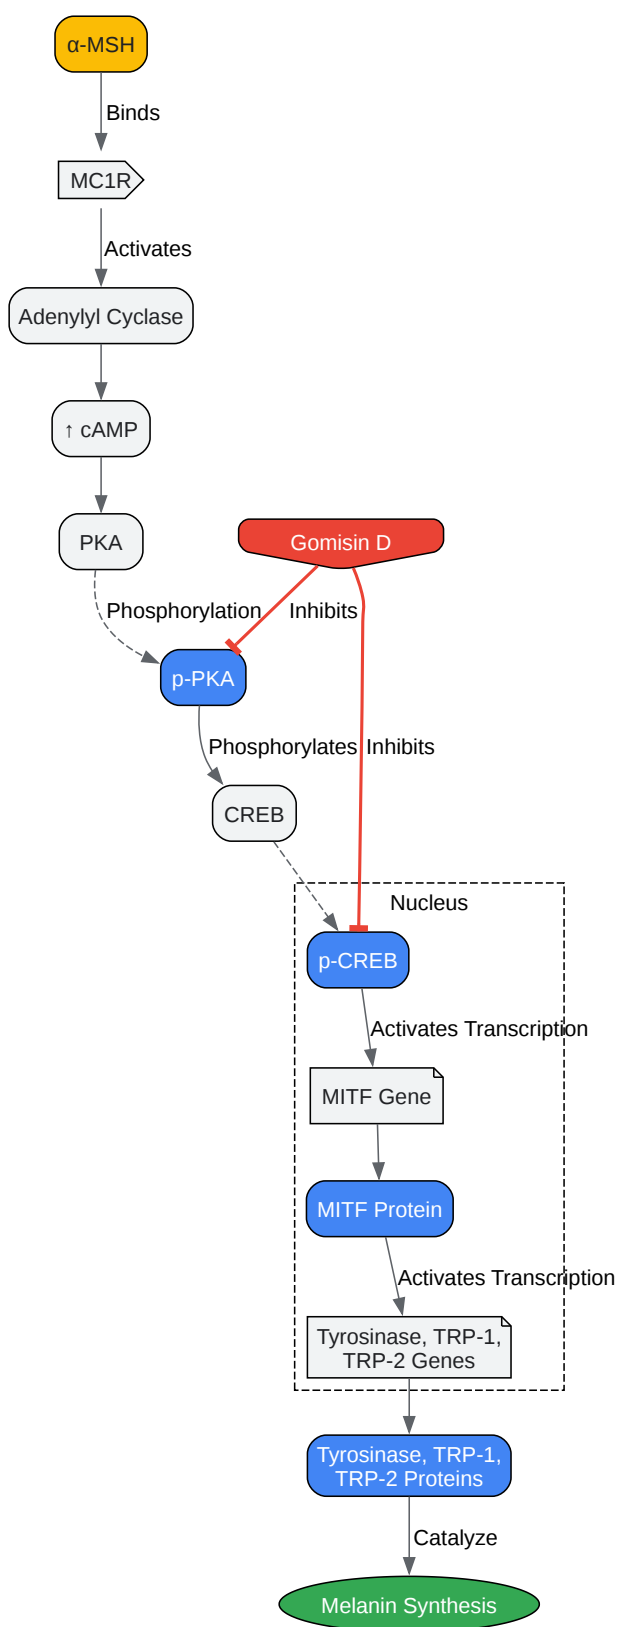 α-MSH
Binds
MC1R
Activates
Adenylyl Cyclase
↑ cAMP
PKA
Gomisin D
Phosphorylation
Inhibits
p-PKA
Phosphorylates
Inhibits
CREB
Nucleus
p-CREB
Activates Transcription
MITF Gene
MITF Protein
Activates Transcription
Tyrosinase, TRP-1,
TRP-2 Genes
Tyrosinase, TRP-1,
TRP-2 Proteins
Catalyze
Melanin Synthesis